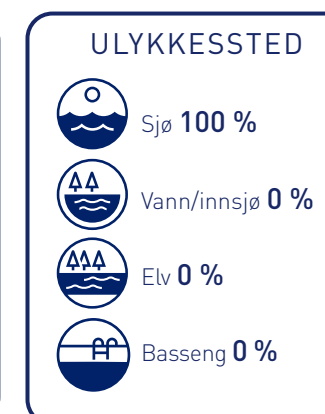 ULYKKESSTED
Sjø 100 %
Vann/innsjø 0 %
Elv 0 %
Basseng 0 %